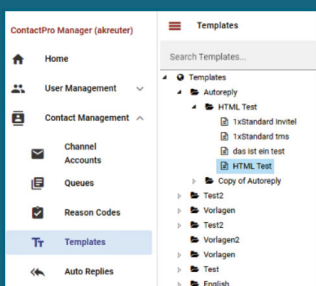 ContactPro Manager (akreuter)
Home
User Management
Contact Management
Channel
Accounts
Queues
Reason Codes
Templates
Auto Replies
Templates
Search Templates...
Templates
Autoreply
HTML Test
1xStandard Invitel
1xStandard tms
das ist ein test
HTML Test
Copy of Autoreply
Test2
Vorlagen
Test2
Vorlagen2
Vorlagen
Test
English